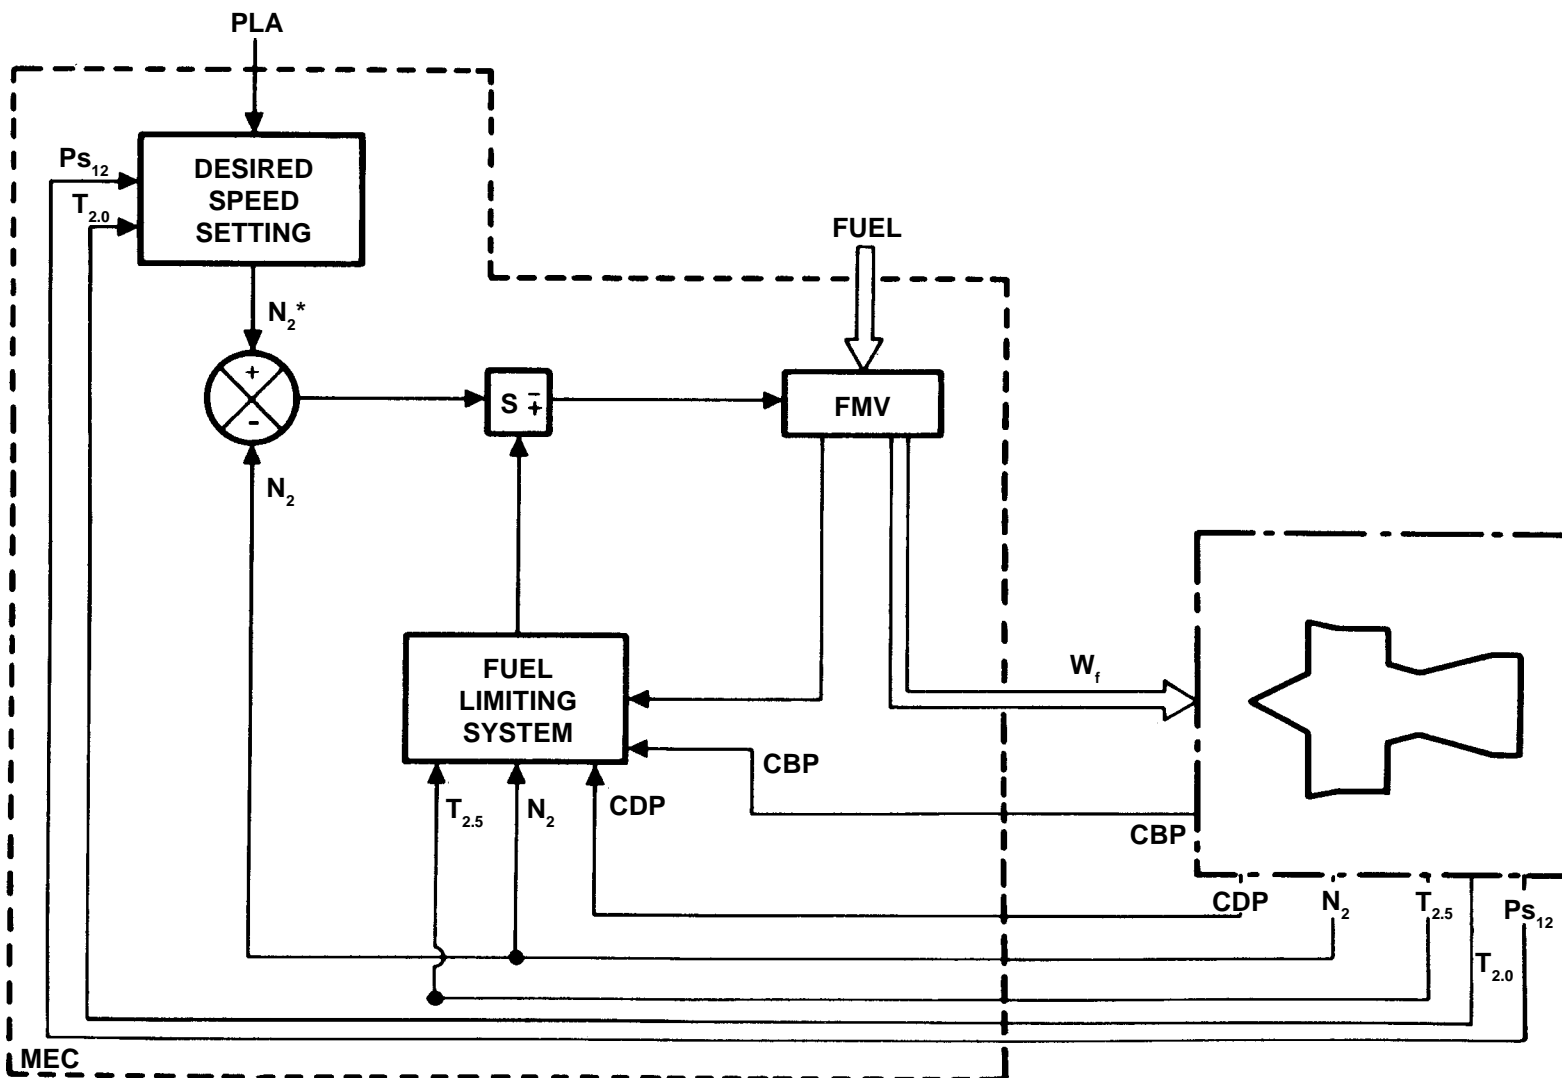 PLA
Ps₁₂
T₂.₀
DESIRED
SPEED
SETTING
N₂*
+
-
N₂
FUEL
S -+
FMV
FUEL
LIMITING
SYSTEM
T₂.₅
N₂
CDP
CBP
W_f
CBP
CDP
N₂
T₂.₅
Ps₁₂
T₂.₀
MEC